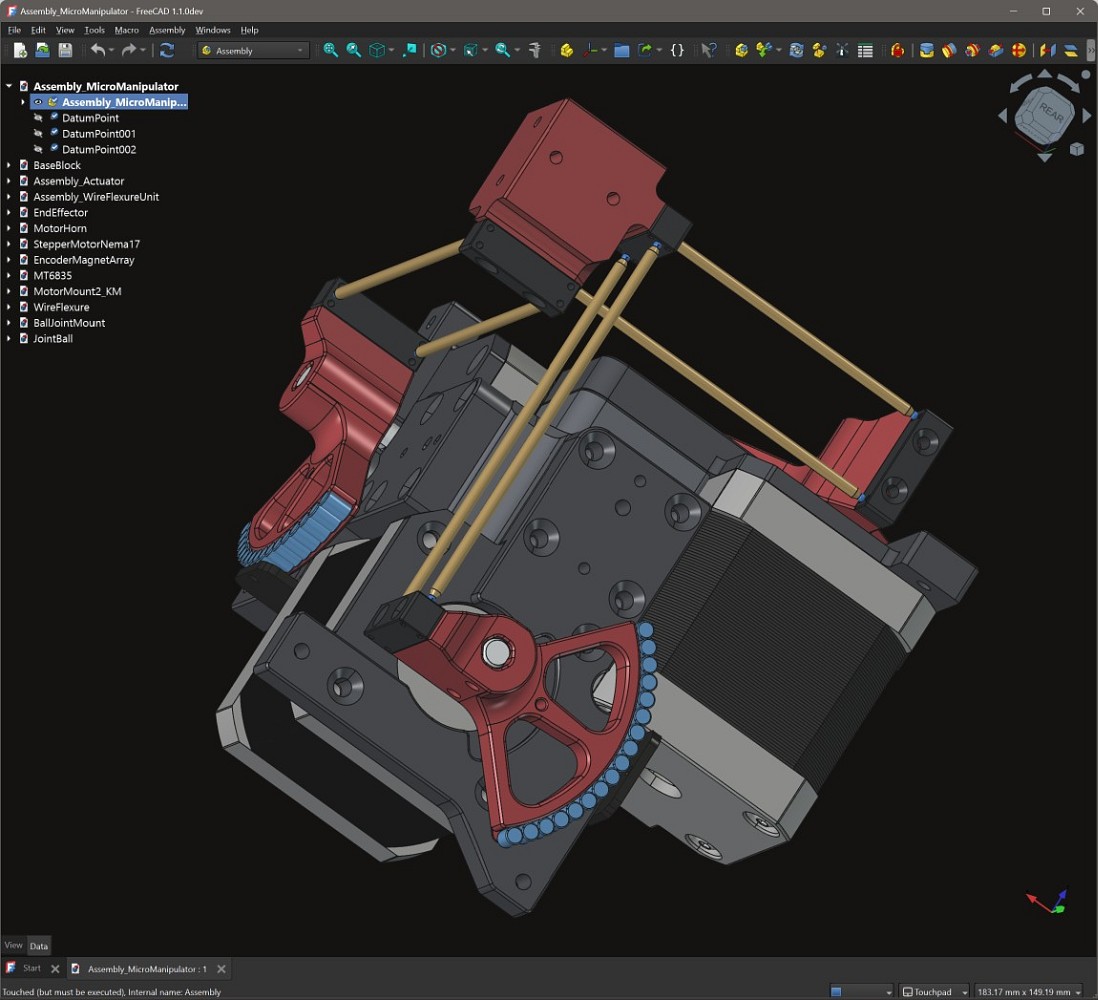 Assembly_MicroManipulator - FreeCAD 1.1.0dev
File Edit View Tools Macro Assembly Windows Help
Assembly
Assembly_MicroManipulator
Assembly_MicroManip...
DatumPoint
DatumPoint001
DatumPoint002
BaseBlock
Assembly_Actuator
Assembly_WireFlexureUnit
EndEffector
MotorHorn
StepperMotorNema17
EncoderMagnetArray
MT6835
MotorMount2_KM
WireFlexure
BallJointMount
JointBall
REAR
View Data
Start Assembly_MicroManipulator : 1
Touched (but must be executed), Internal name: Assembly
Touchpad 183.17 mm x 149.19 mm